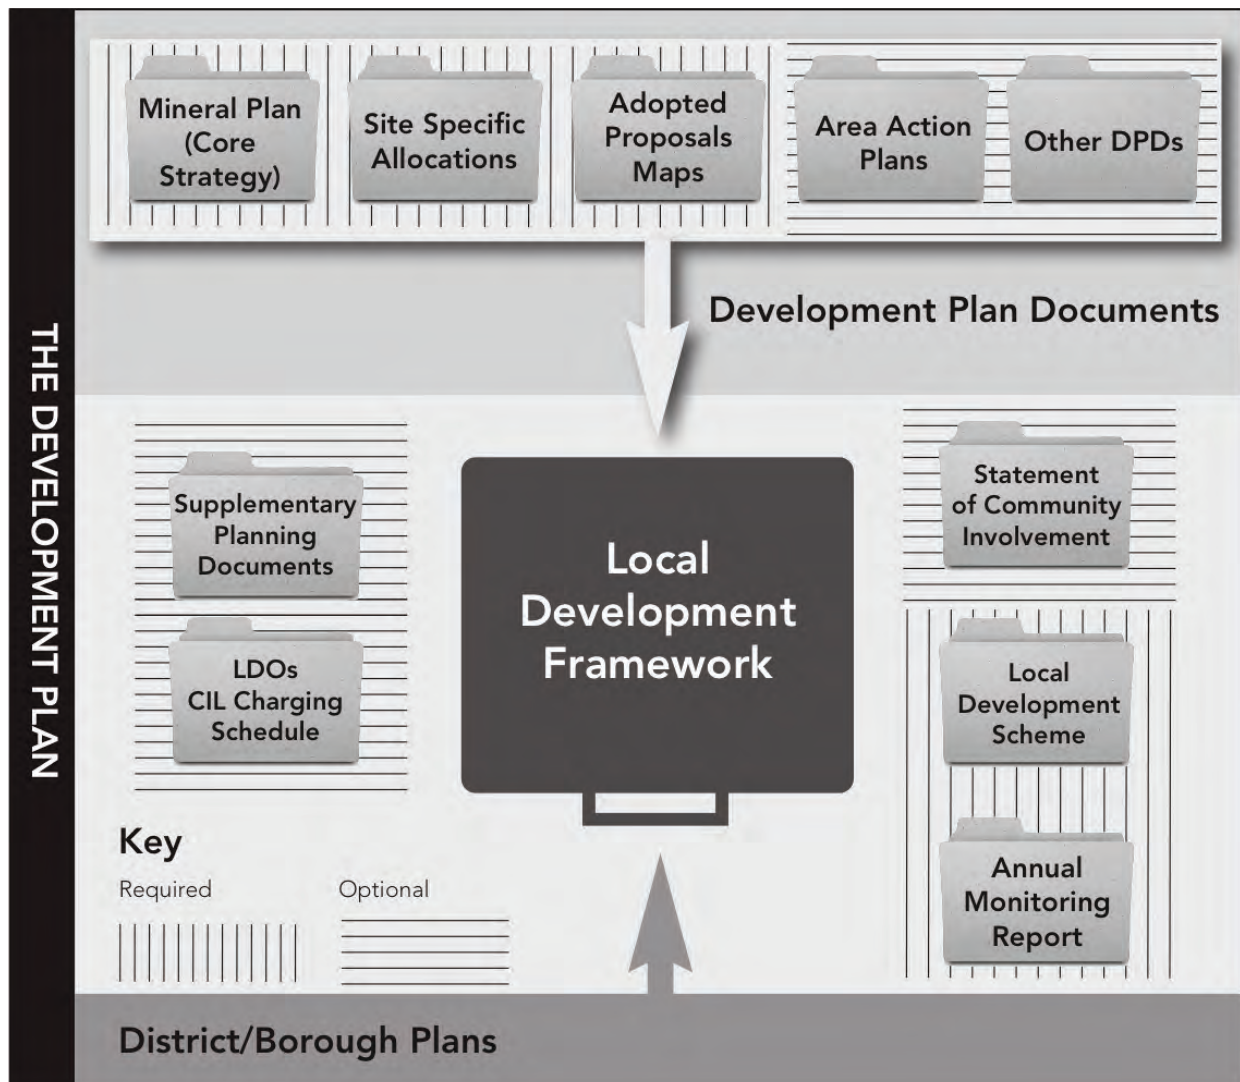 THE DEVELOPMENT PLAN
Mineral Plan
(Core
Strategy)
Site Specific
Allocations
Adopted
Proposals
Maps
Area Action
Plans
Other DPDs
Development Plan Documents
Supplementary
Planning
Documents
LDOs
CIL Charging
Schedule
Local
Development
Framework
Statement
of Community
Involvement
Local
Development
Scheme
Annual
Monitoring
Report
Key
Required
Optional
District/Borough Plans